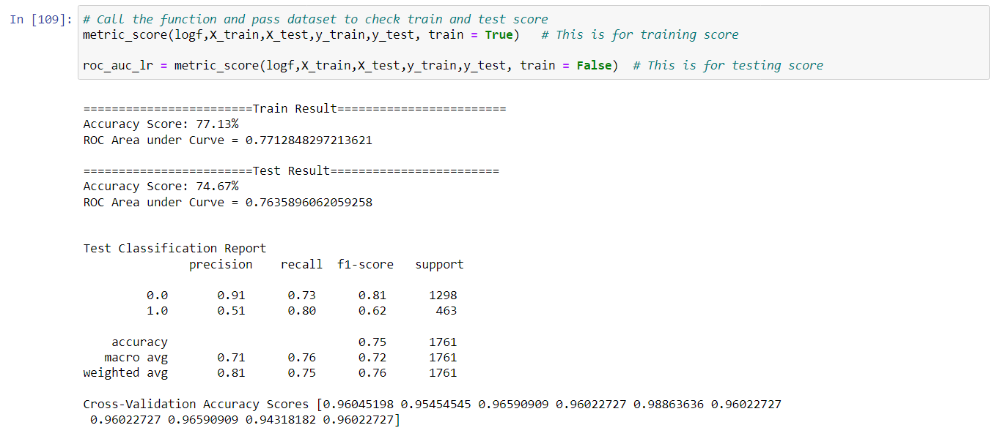 In [109]: # Call the function and pass dataset to check train and test score
metric_score(logf,X_train,X_test,y_train,y_test, train = True)   # This is for training score
roc_auc_lr = metric_score(logf,X_train,X_test,y_train,y_test, train = False)  # This is for testing score
========================Train Result========================
Accuracy Score: 77.13%
ROC Area under Curve = 0.7712848297213621
========================Test Result========================
Accuracy Score: 74.67%
ROC Area under Curve = 0.7635896062059258
Test Classification Report
precision    recall  f1-score   support
0.0       0.91      0.73      0.81      1298
1.0       0.51      0.80      0.62       463
accuracy                           0.75      1761
macro avg       0.71      0.76      0.72      1761
weighted avg       0.81      0.75      0.76      1761
Cross-Validation Accuracy Scores [0.96045198 0.95454545 0.96590909 0.96022727 0.98863636 0.96022727
0.96022727 0.96590909 0.94318182 0.96022727]